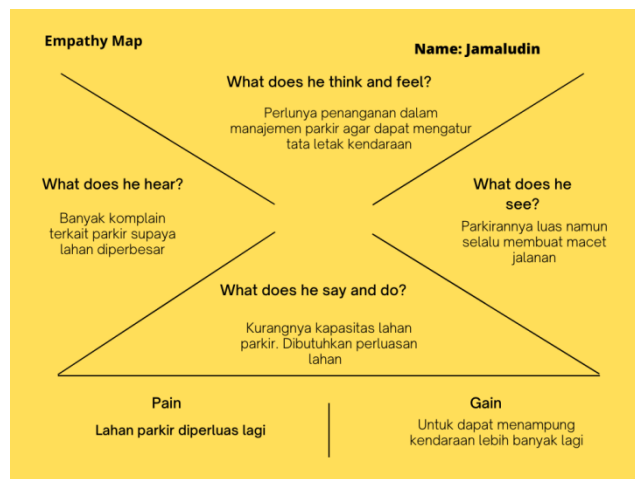 Empathy Map
Name: Jamaludin
What does he think and feel?
Perlunya penanganan dalam
manajemen parkir agar dapat mengatur
tata letak kendaraan
What does he hear?
Banyak komplain
terkait parkir supaya
lahan diperbesar
What does he
see?
Parkirannya luas namun
selalu membuat macet
jalanan
What does he say and do?
Kurangnya kapasitas lahan
parkir. Dibutuhkan perluasan
lahan
Pain
Lahan parkir diperluas lagi
Gain
Untuk dapat menampung
kendaraan lebih banyak lagi